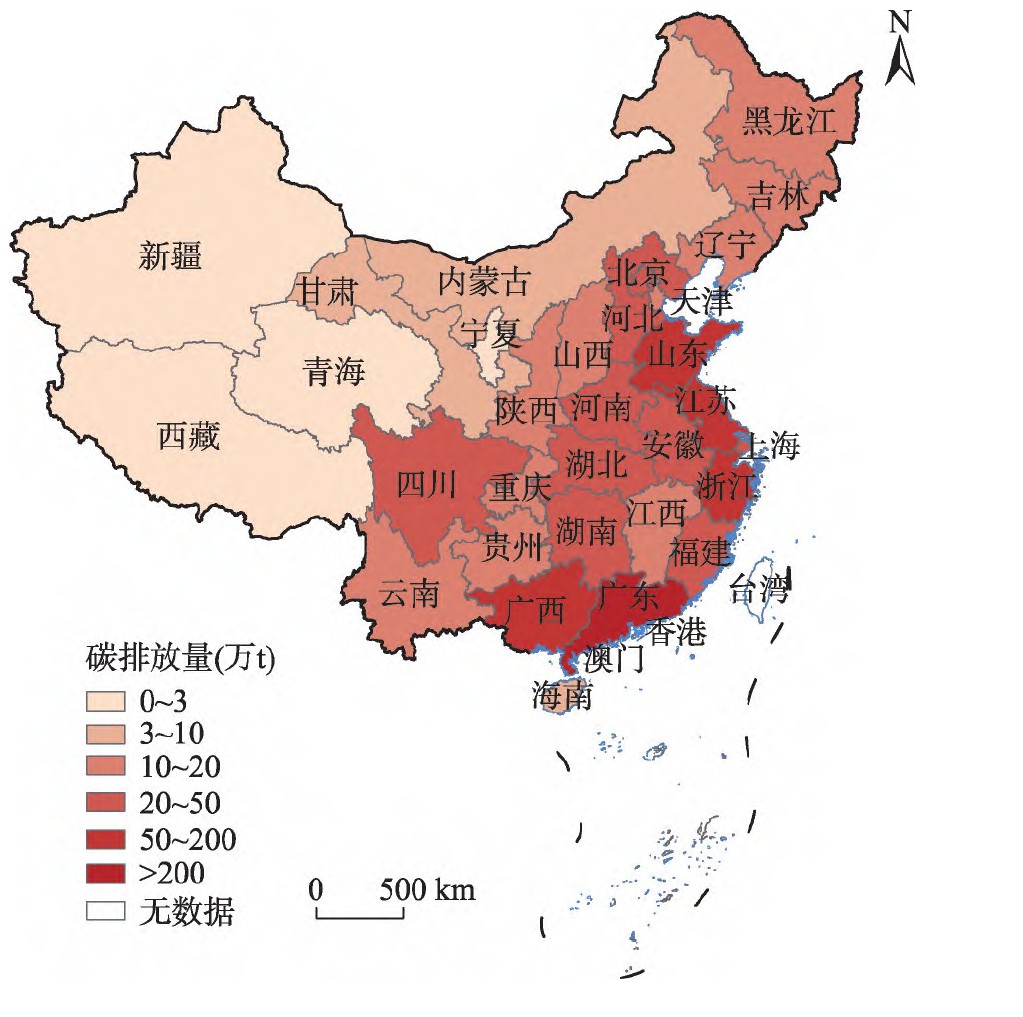 N
黑龙江
吉林
辽宁
新疆
甘肃
内蒙古
北京
天津
宁夏
河北
山西
山东
青海
陕西
河南
江苏
西藏
安徽
上海
四川
重庆
湖北
浙江
江西
湖南
贵州
福建
云南
广西
广东
台湾
香港
澳门
海南
碳排放量(万t)
0~3
3~10
10~20
20~50
50~200
>200
无数据
0 500 km